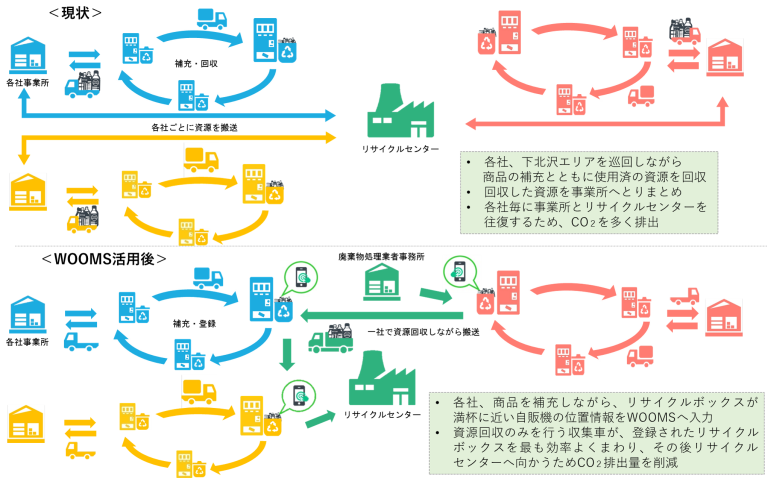 ＜現状＞
補充・回収
各社事業所
各社ごとに資源を搬送
リサイクルセンター
• 各社、下北沢エリアを巡回しながら
商品の補充とともに使用済の資源を回収
• 回収した資源を事業所へとりまとめ
• 各社毎に事業所とリサイクルセンターを
往復するため、CO₂を多く排出
＜WOOMS活用後＞
廃棄物処理業者事務所
補充・登録
各社事業所
一社で資源回収しながら搬送
リサイクルセンター
• 各社、商品を補充しながら、リサイクルボックスが
満杯に近い自販機の位置情報をWOOMSへ入力
• 資源回収のみを行う収集車が、登録されたリサイクル
ボックスを最も効率よくまわり、その後リサイクル
センターへ向かうためCO₂排出量を削減